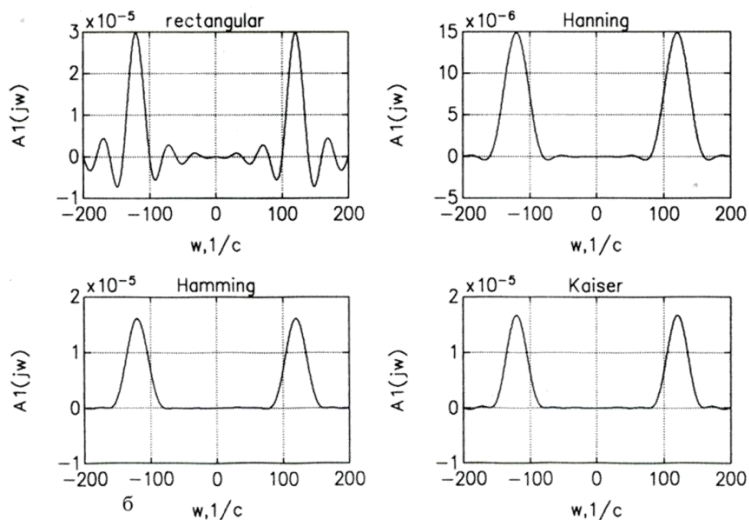 ×10⁻⁵ rectangular
3
2
1
0
−1
A1(jw)
−200 −100 0 100 200
w,1/c
×10⁻⁶ Hanning
15
10
5
0
−5
A1(jw)
−200 −100 0 100 200
w,1/c
×10⁻⁵ Hamming
2
1
0
−1
A1(jw)
−200 −100 0 100 200
б
w,1/c
×10⁻⁵ Kaiser
2
1
0
−1
A1(jw)
−200 −100 0 100 200
w,1/c